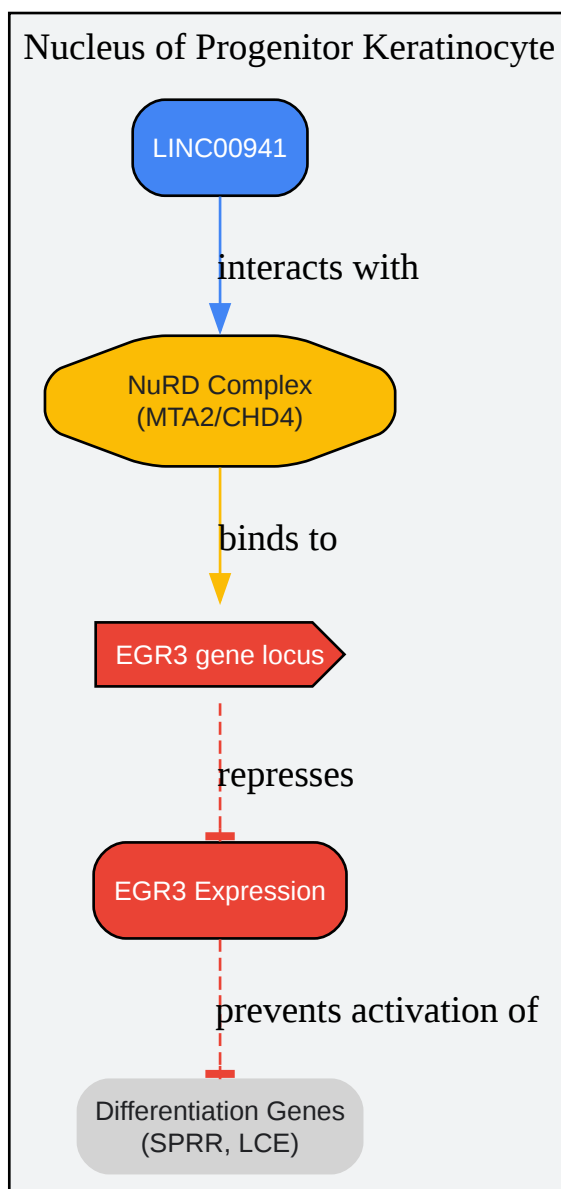 Nucleus of Progenitor Keratinocyte
LINC00941
interacts with
NuRD Complex
(MTA2/CHD4)
binds to
EGR3 gene locus
represses
EGR3 Expression
prevents activation of
Differentiation Genes
(SPRR, LCE)